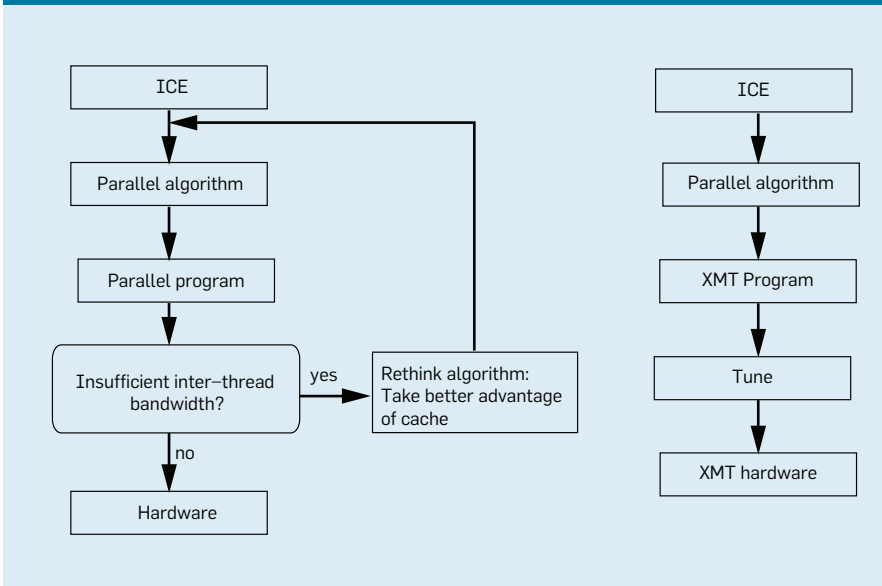 ICE
Parallel algorithm
Parallel program
Insufficient inter–thread
bandwidth?
yes
Rethink algorithm:
Take better advantage
of cache
no
Hardware
ICE
Parallel algorithm
XMT Program
Tune
XMT hardware